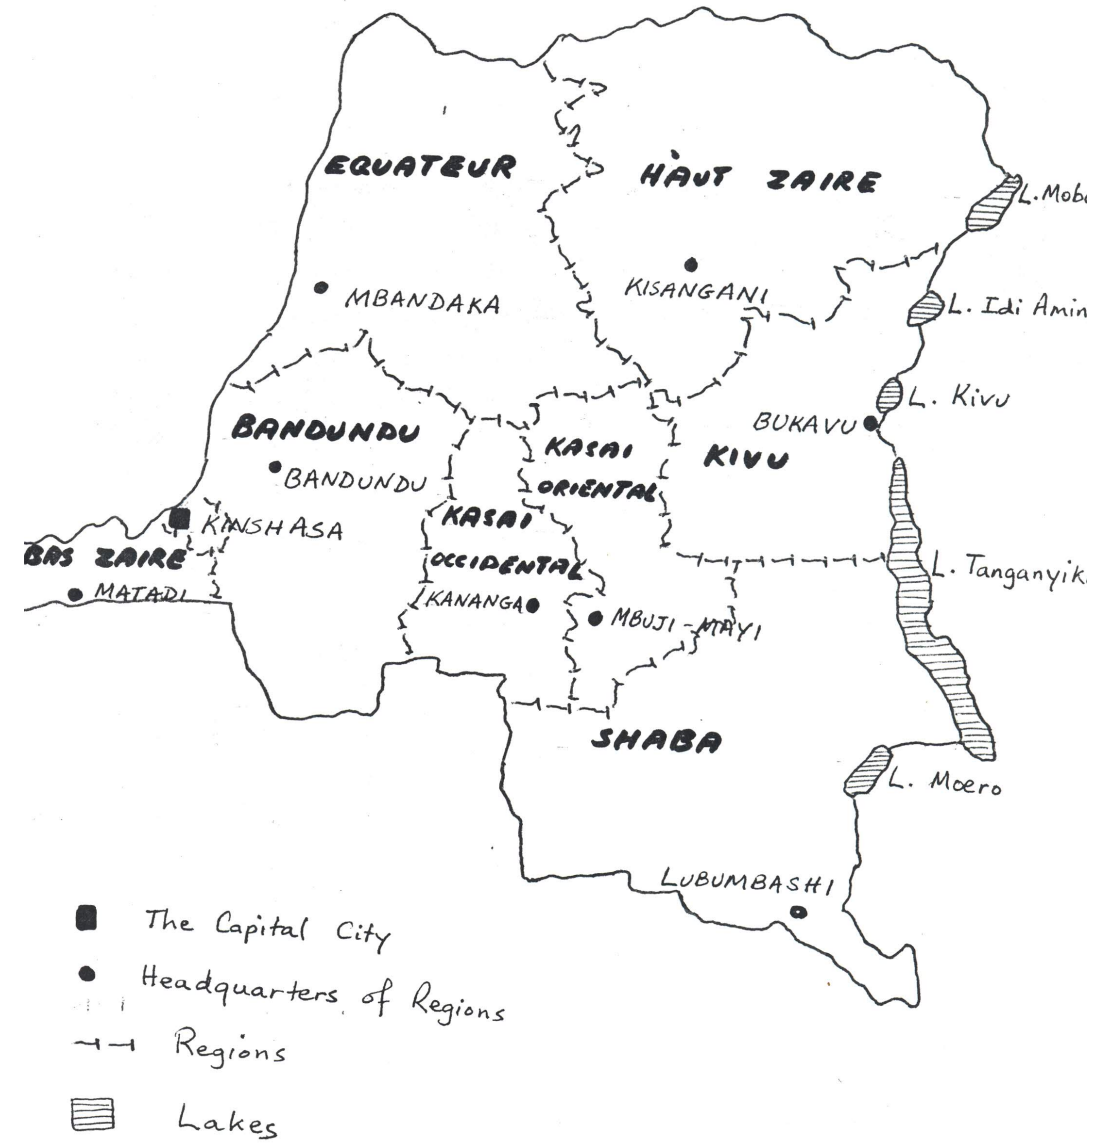 EQUATEUR
HAUT ZAIRE
L. Mob
MBANDAKA
KISANGANI
L. Idi Amin
L. Kivu
BANDUNDU
BUKAVU
KASAI
ORIENTAL
KIVU
BANDUNDU
KINSHASA
KASAI
OCCIDENTAL
BAS ZAIRE
L. Tanganyik
MATADI
KANANGA
MBUJI-MAYI
SHABA
L. Moero
LUBUMBASHI
The Capital City
Headquarters of Regions
Regions
Lakes